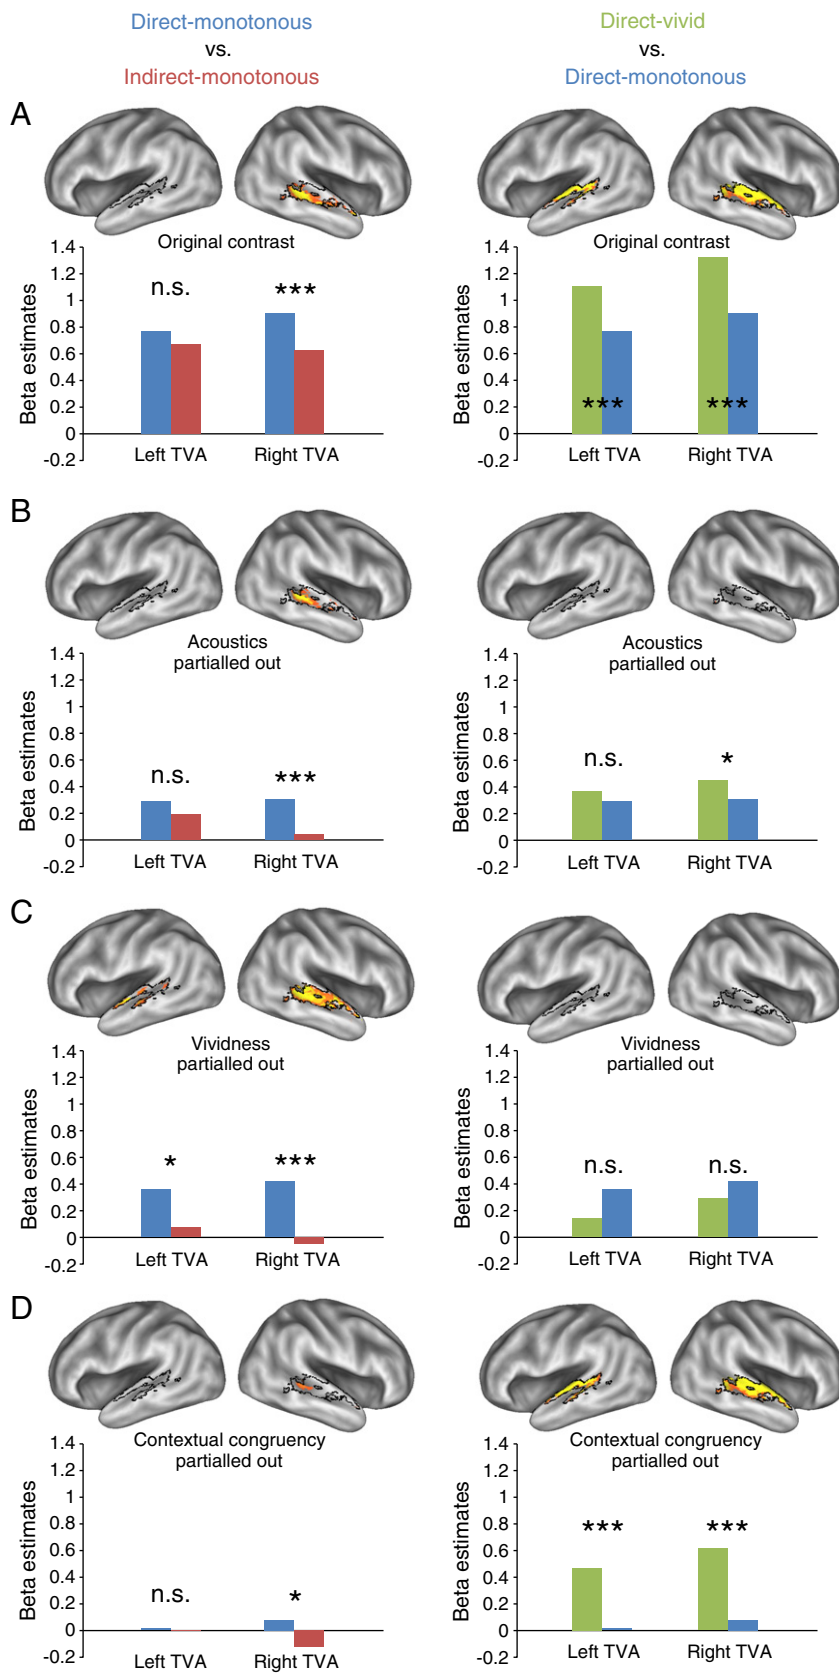 Direct-monotonous
vs.
Indirect-monotonous
Direct-vivid
vs.
Direct-monotonous
A
Original contrast
Beta estimates
1.4
1.2
1
0.8
0.6
0.4
0.2
0
-0.2
n.s.
***
Left TVA
Right TVA
Original contrast
Beta estimates
1.4
1.2
1
0.8
0.6
0.4
0.2
0
-0.2
***
***
Left TVA
Right TVA
B
Acoustics
partialled out
Beta estimates
1.4
1.2
1
0.8
0.6
0.4
0.2
0
-0.2
n.s.
***
Left TVA
Right TVA
Acoustics
partialled out
Beta estimates
1.4
1.2
1
0.8
0.6
0.4
0.2
0
-0.2
n.s.
*
Left TVA
Right TVA
C
Vividness
partialled out
Beta estimates
1.4
1.2
1
0.8
0.6
0.4
0.2
0
-0.2
*
***
Left TVA
Right TVA
Vividness
partialled out
Beta estimates
1.4
1.2
1
0.8
0.6
0.4
0.2
0
-0.2
n.s.
n.s.
Left TVA
Right TVA
D
Contextual congruency
partialled out
Beta estimates
1.4
1.2
1
0.8
0.6
0.4
0.2
0
-0.2
n.s.
*
Left TVA
Right TVA
Contextual congruency
partialled out
Beta estimates
1.4
1.2
1
0.8
0.6
0.4
0.2
0
-0.2
***
***
Left TVA
Right TVA